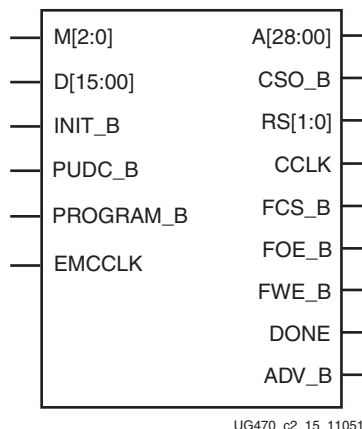 M[2:0]
D[15:00]
INIT_B
PUDC_B
PROGRAM_B
EMCCLK
A[28:00]
CSO_B
RS[1:0]
CCLK
FCS_B
FOE_B
FWE_B
DONE
ADV_B
UG470_c2_15_11051